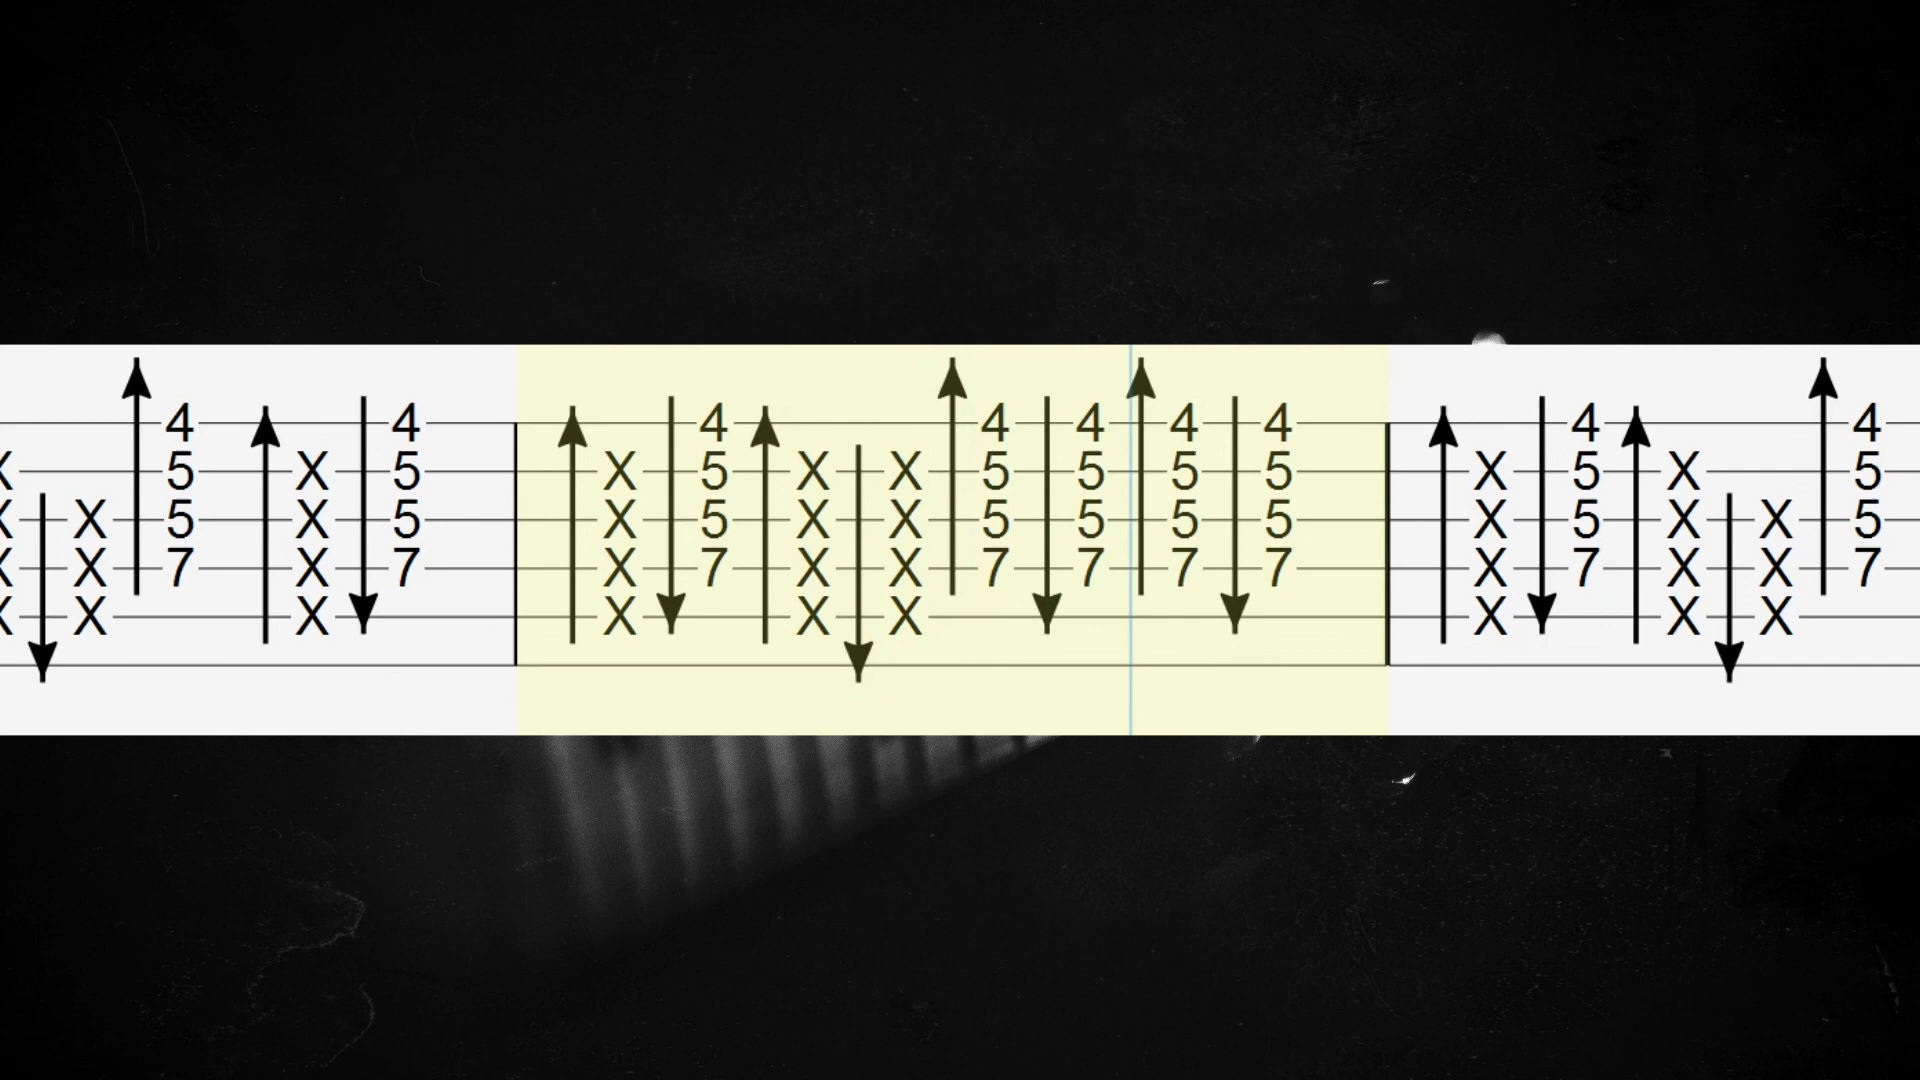 4 4 4 4 4 4 4 4 4
X 5 X 5 X 5 X X 5 5 5 5 X 5 X 5
X X 5 X 5 X 5 X X 5 5 5 5 X 5 X X 5
X X 7 X 7 X 7 X X 7 7 7 7 X 7 X X 7
X X X X X X X X X